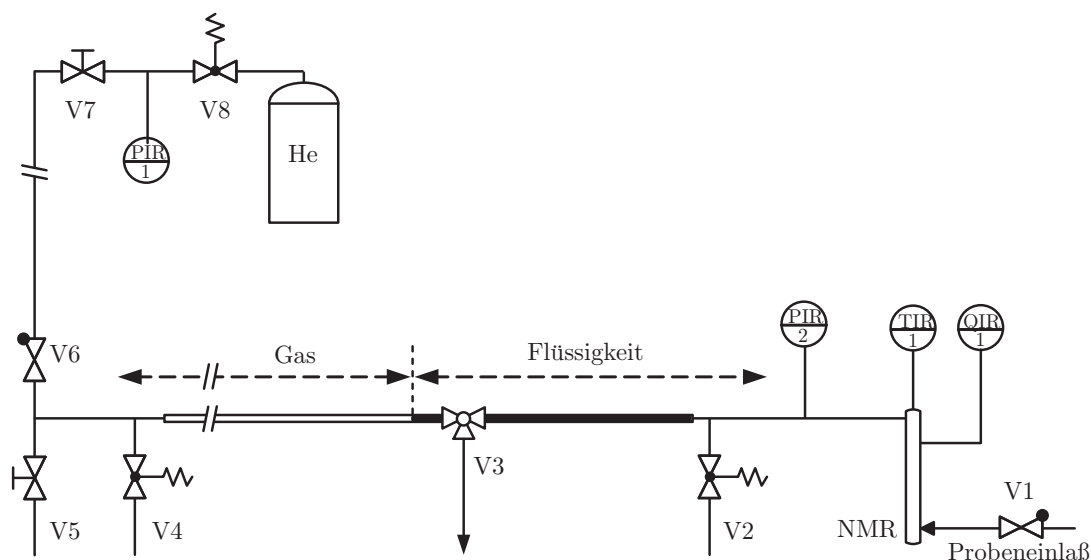 V7
V8
PIR
1
He
V6
Gas
Flüssigkeit
PIR
2
TIR
1
QIR
1
V3
V1
V5
V4
V2
NMR
Probeneinlaß